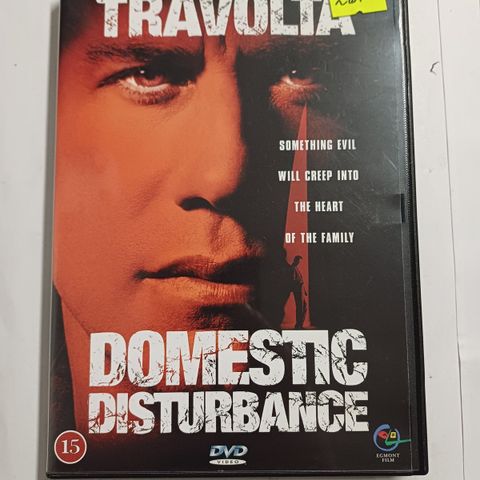 TRAVOLTA
SOMETHING EVIL
WILL CREEP INTO
THE HEART
OF THE FAMILY
DOMESTIC
DISTURBANCE
15
DVD
VIDEO
EGMONT
FILM